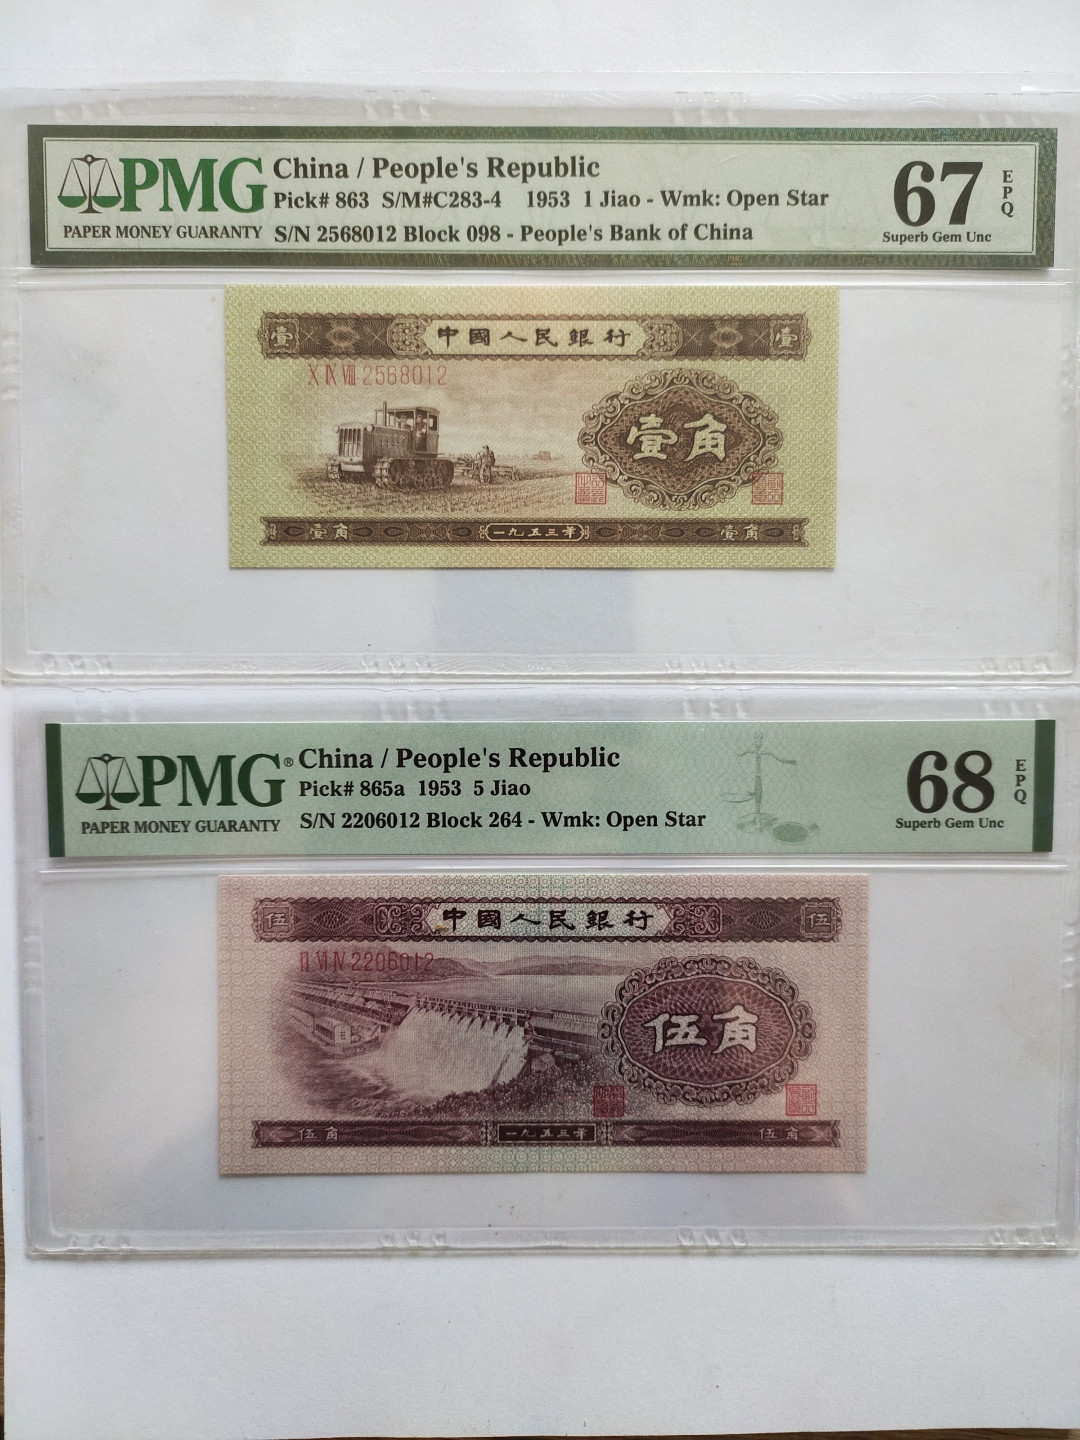 PMG
PAPER MONEY GUARANTY
China / People's Republic
Pick# 863 S/M#C283-4 1953 1 Jiao - Wmk: Open Star
S/N 2568012 Block 098 - People's Bank of China
67
EPQ
Superb Gem Unc
壹
中國人民銀行
壹
X IX VIII 2568012
壹角
壹角
一九五三年
壹角
PMG®
PAPER MONEY GUARANTY
China / People's Republic
Pick# 865a 1953 5 Jiao
S/N 2206012 Block 264 - Wmk: Open Star
68
EPQ
Superb Gem Unc
伍
中國人民銀行
伍
II VI IV 2206012
伍角
伍角
一九五三年
伍角